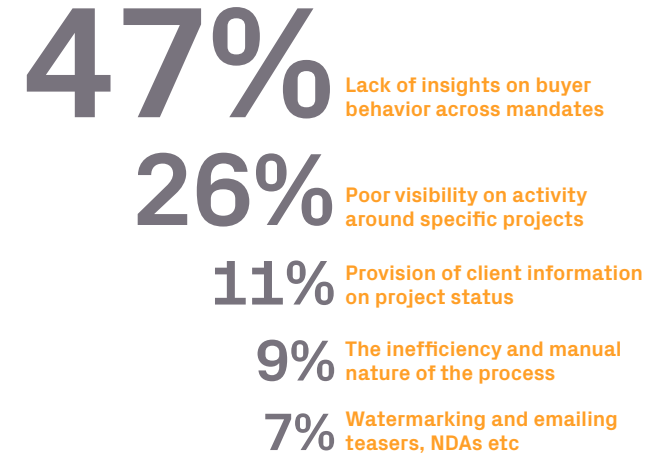 47%
Lack of insights on buyer
behavior across mandates
26%
Poor visibility on activity
around specific projects
11%
Provision of client information
on project status
9%
The inefficiency and manual
nature of the process
7%
Watermarking and emailing
teasers, NDAs etc